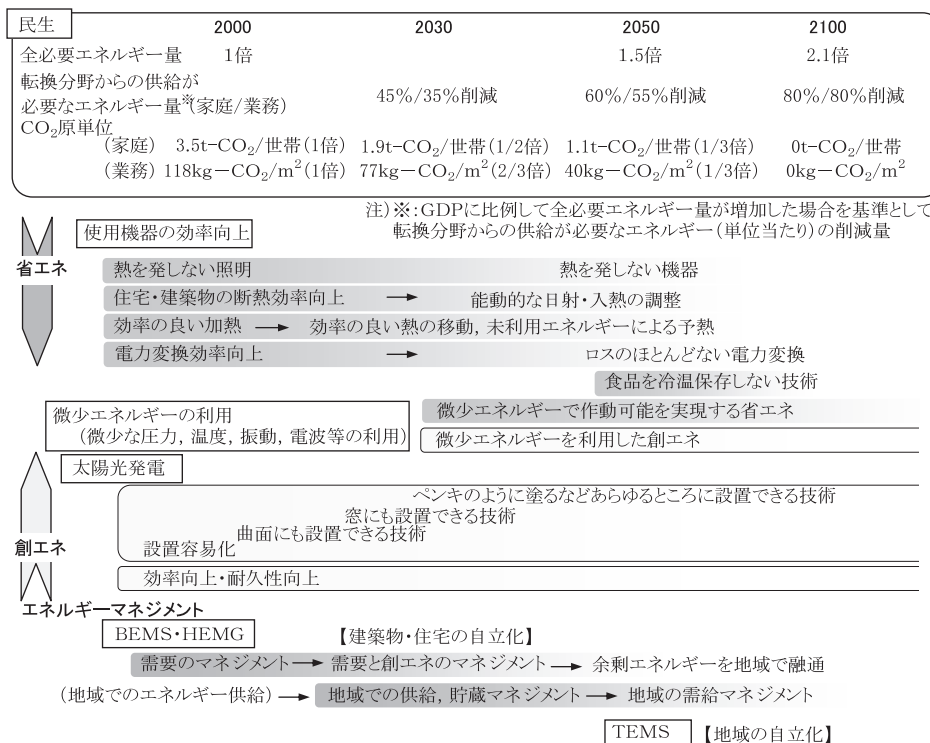 民生
2000 2030 2050 2100
全必要エネルギー量 1倍 1.5倍 2.1倍
転換分野からの供給が
必要なエネルギー量※(家庭/業務) 45%/35%削減 60%/55%削減 80%/80%削減
CO₂原単位
(家庭) 3.5t-CO₂/世帯(1倍) 1.9t-CO₂/世帯(1/2倍) 1.1t-CO₂/世帯(1/3倍) 0t-CO₂/世帯
(業務) 118kg-CO₂/m²(1倍) 77kg-CO₂/m²(2/3倍) 40kg-CO₂/m²(1/3倍) 0kg-CO₂/m²
注)※:GDPに比例して全必要エネルギー量が増加した場合を基準として
転換分野からの供給が必要なエネルギー(単位当たり)の削減量
使用機器の効率向上
省エネ
熱を発しない照明 熱を発しない機器
住宅・建築物の断熱効率向上 → 能動的な日射・入熱の調整
効率の良い加熱 → 効率の良い熱の移動, 未利用エネルギーによる予熱
電力変換効率向上 → ロスのほとんどない電力変換
食品を冷温保存しない技術
微少エネルギーの利用
(微少な圧力, 温度, 振動, 電波等の利用)
微少エネルギーで作動可能を実現する省エネ
微少エネルギーを利用した創エネ
太陽光発電
ペンキのように塗るなどあらゆるところに設置できる技術
窓にも設置できる技術
曲面にも設置できる技術
設置容易化
創エネ
効率向上・耐久性向上
エネルギーマネジメント
BEMS・HEMG 【建築物・住宅の自立化】
需要のマネジメント → 需要と創エネのマネジメント → 余剰エネルギーを地域で融通
(地域でのエネルギー供給) → 地域での供給, 貯蔵マネジメント → 地域の需給マネジメント
TEMS 【地域の自立化】